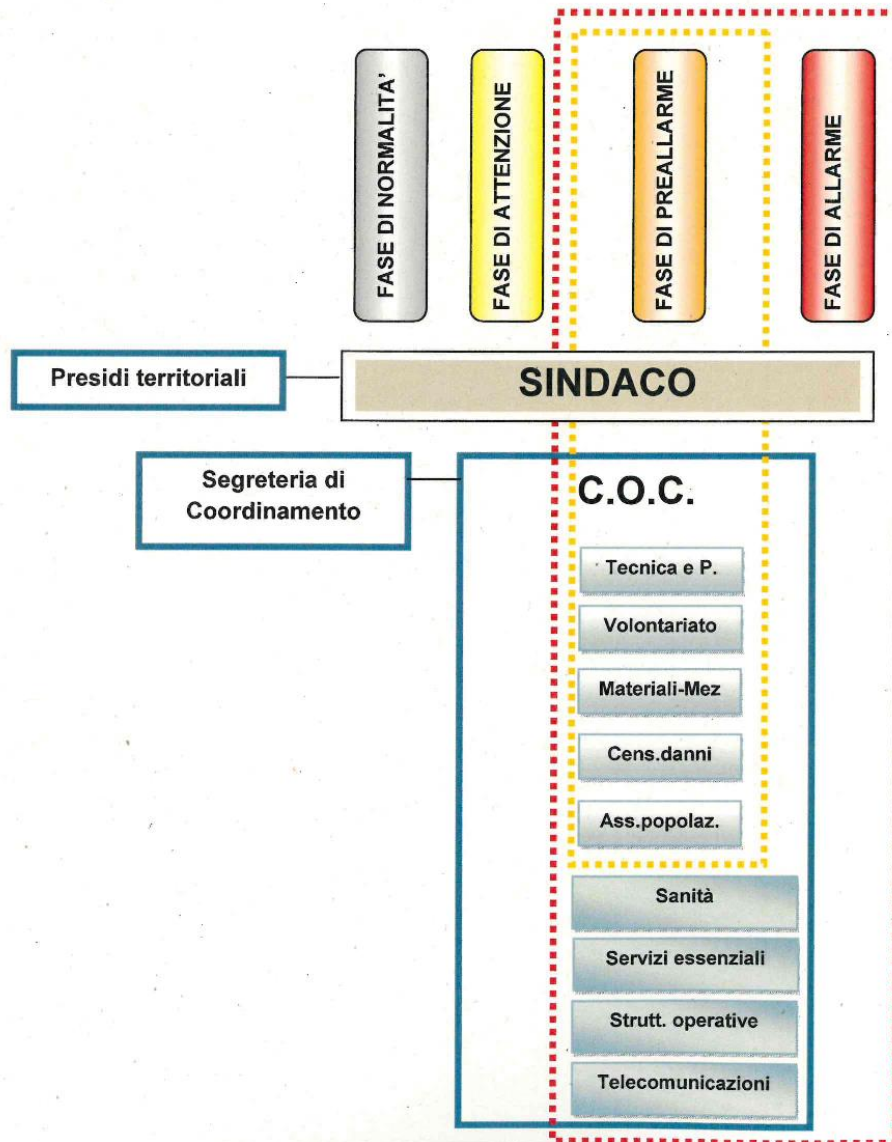 FASE DI NORMALITA'
FASE DI ATTENZIONE
FASE DI PREALLARME
FASE DI ALLARME
Presidi territoriali
SINDACO
Segreteria di
Coordinamento
C.O.C.
Tecnica e P.
Volontariato
Materiali-Mez
Cens.danni
Ass.popolaz.
Sanità
Servizi essenziali
Strutt. operative
Telecomunicazioni